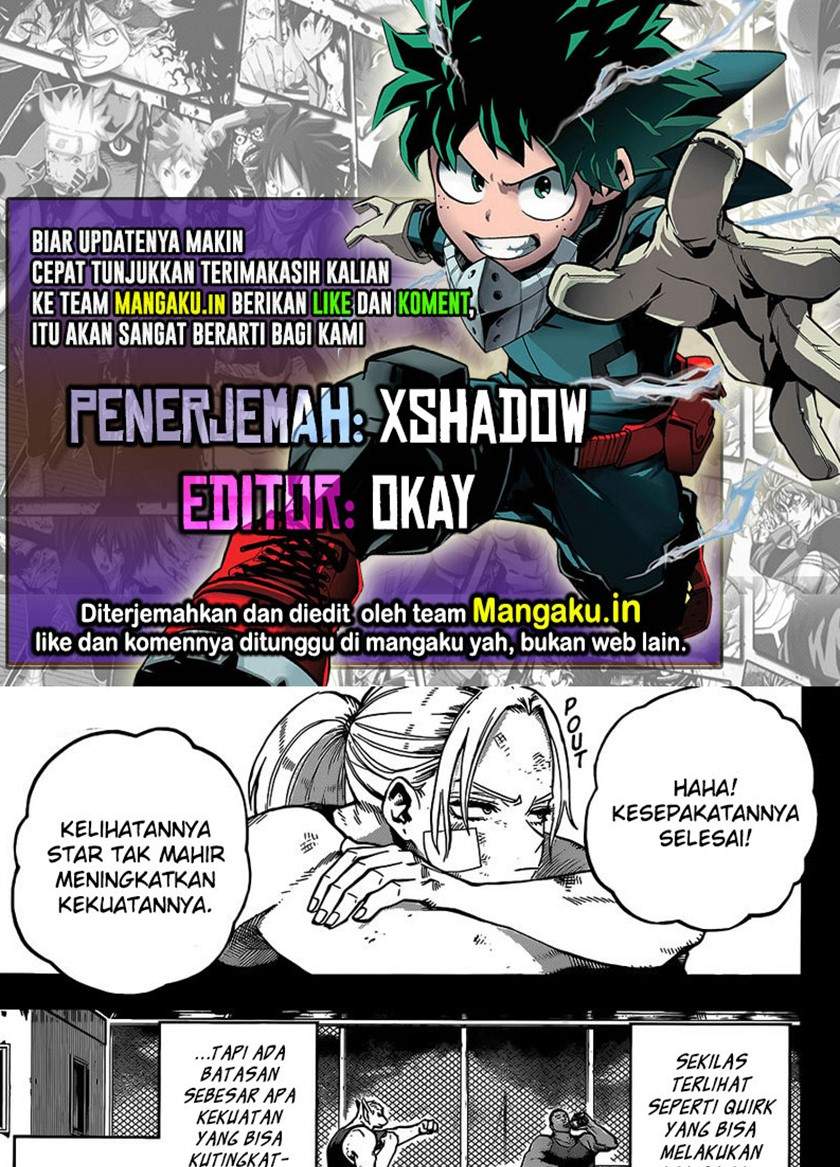 BIAR UPDATENYA MAKIN
CEPAT TUNJUKKAN TERIMAKASIH KALIAN
KE TEAM MANGAKU.IN BERIKAN LIKE DAN KOMENT,
ITU AKAN SANGAT BERARTI BAGI KAMI
PENERJEMAH: XSHADOW
EDITOR: OKAY
Diterjemahkan dan diedit oleh team Mangaku.in
like dan komennya ditunggu di mangaku yah, bukan web lain.
POUT
HAHA!
KESEPAKATANNYA
SELESAI!
KELIHATANNYA
STAR TAK MAHIR
MENINGKATKAN
KEKUATANNYA.
SEKILAS
TERLIHAT
SEPERTI QUIRK
YANG BISA
MELAKUKAN
...TAPI ADA
BATASAN
SEBESAR APA
KEKUATAN
YANG BISA
KUTINGKAT-